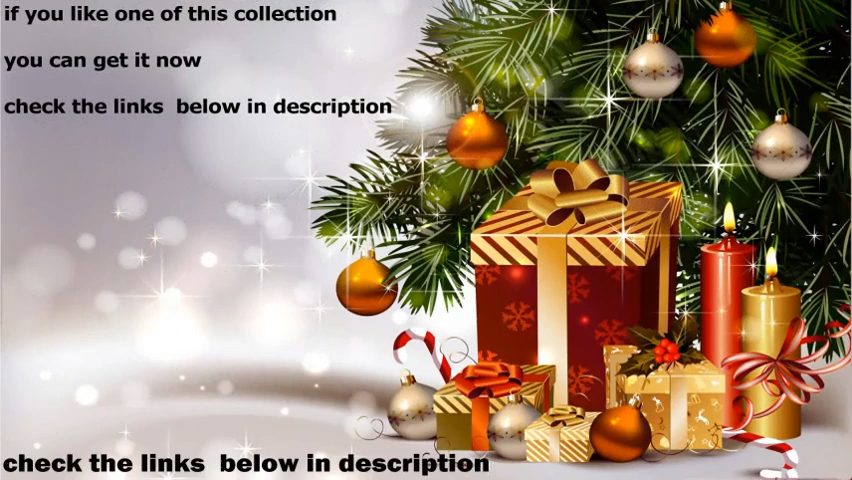 if you like one of this collection
you can get it now
check the links  below in description
check the links  below in description